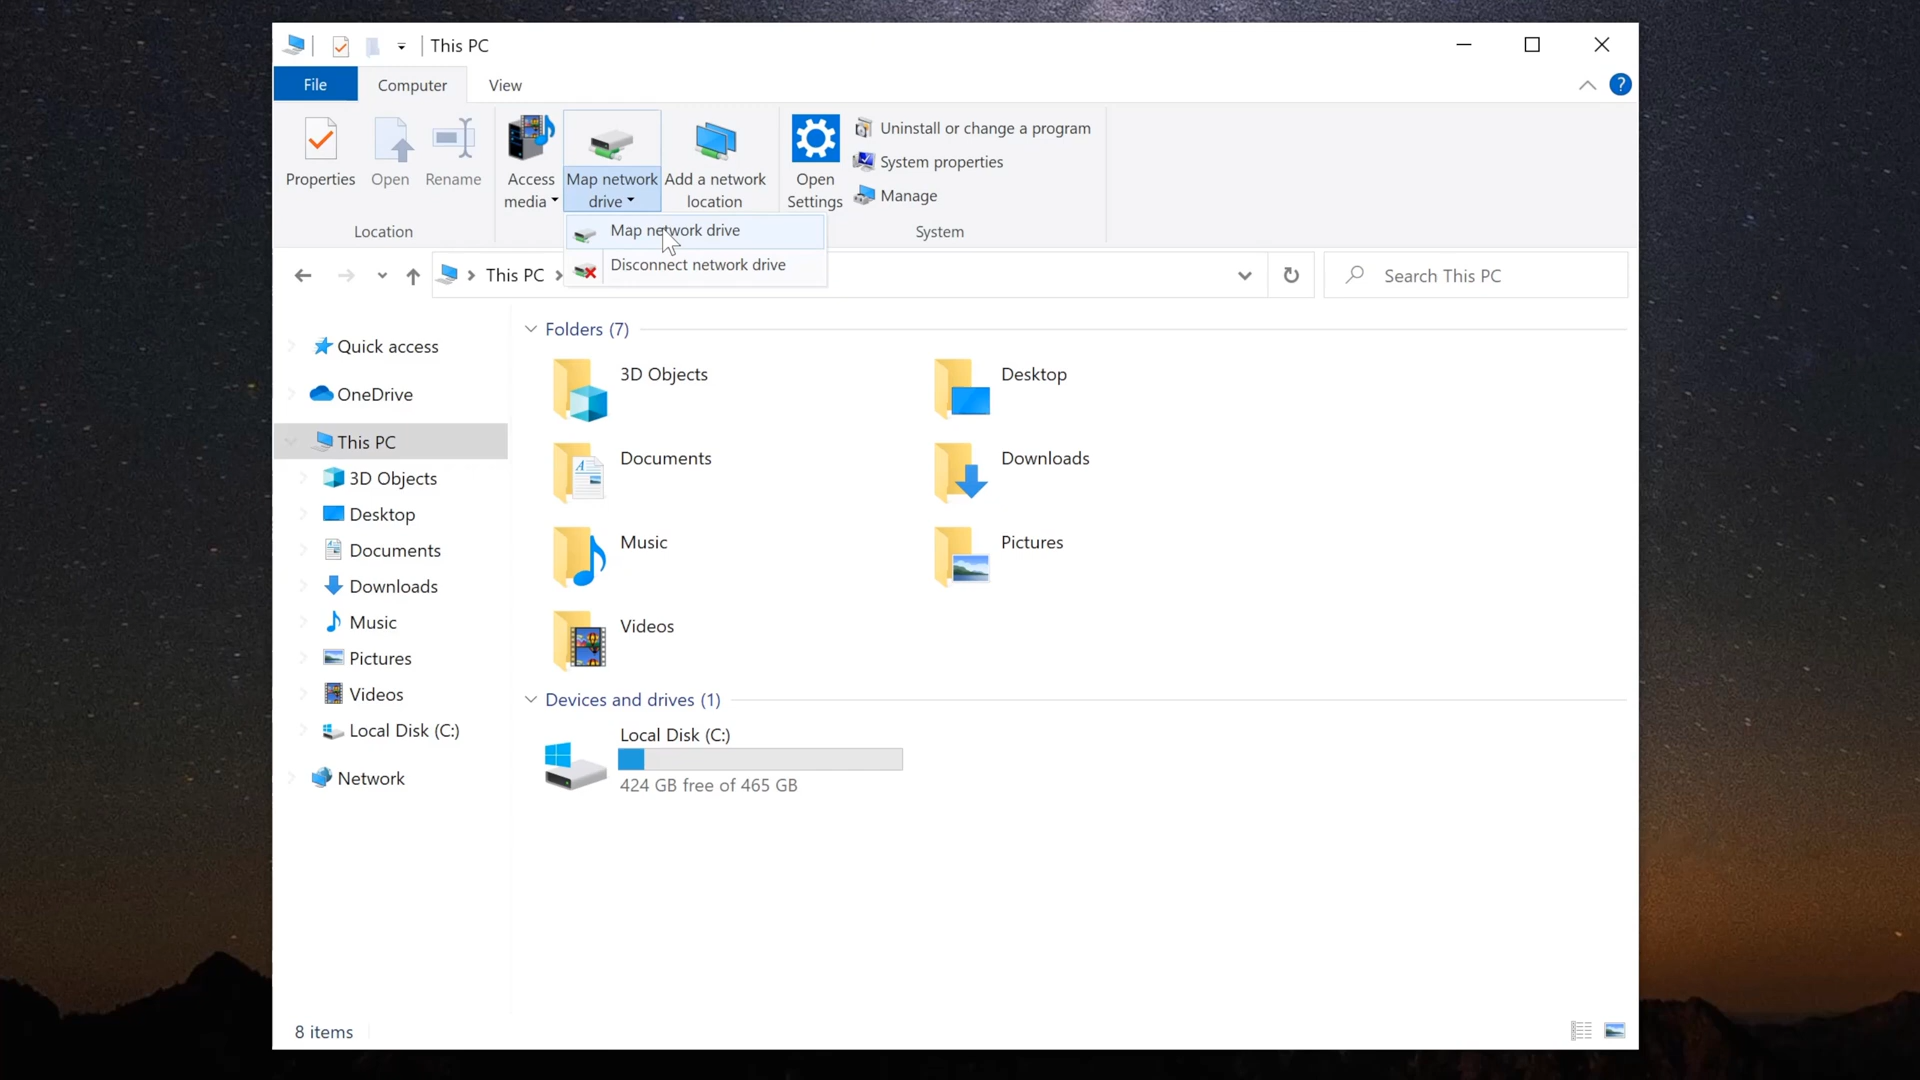 This PC
File
Computer
View
Properties
Open
Rename
Access
media
Map network
drive
Add a network
location
Open
Settings
Uninstall or change a program
System properties
Manage
Location
System
Map network drive
Disconnect network drive
This PC
Search This PC
Quick access
OneDrive
This PC
3D Objects
Desktop
Documents
Downloads
Music
Pictures
Videos
Local Disk (C:)
Network
Folders (7)
3D Objects
Desktop
Documents
Downloads
Music
Pictures
Videos
Devices and drives (1)
Local Disk (C:)
424 GB free of 465 GB
8 items